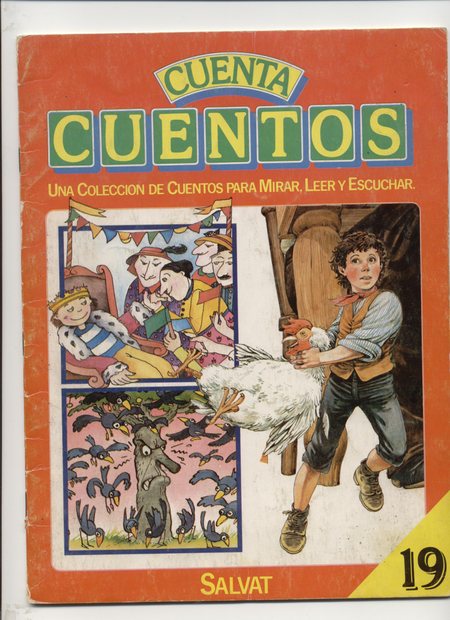 CUENTA
CUENTOS
UNA COLECCION DE CUENTOS PARA MIRAR, LEER Y ESCUCHAR.
SALVAT
19